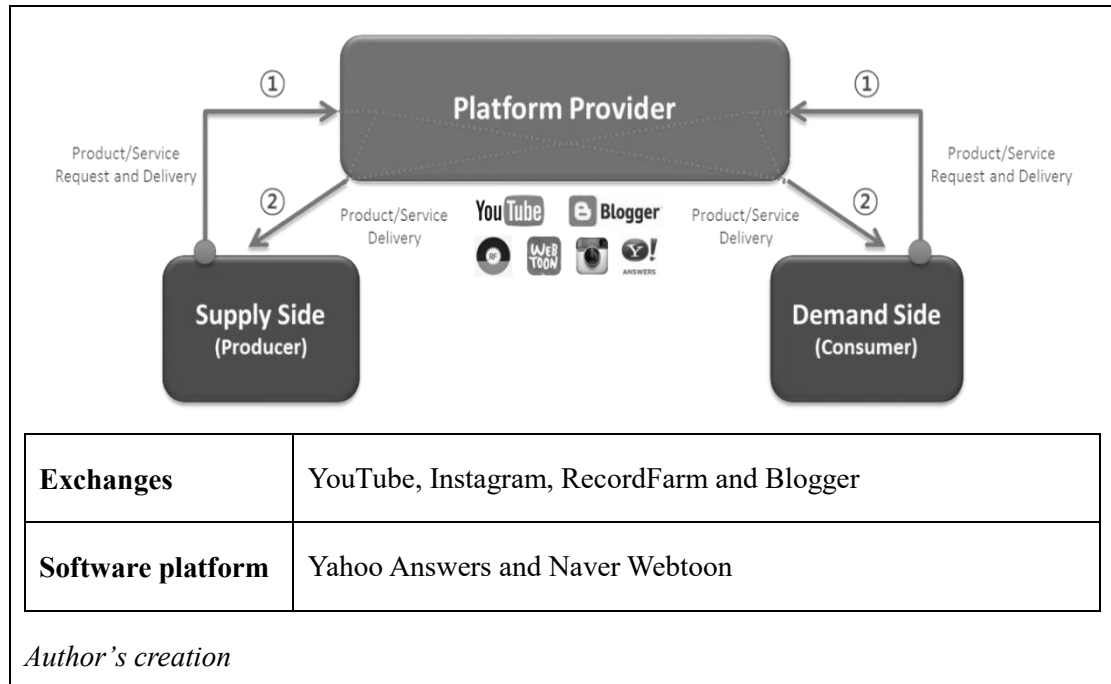 ①
①
Platform Provider
Product/Service
Request and Delivery
Product/Service
Request and Delivery
②
②
Product/Service
Delivery
YouTube
Blogger
Product/Service
Delivery
RF
WEB
TOON
Y!
ANSWERS
Supply Side
(Producer)
Demand Side
(Consumer)
Exchanges
YouTube, Instagram, RecordFarm and Blogger
Software platform
Yahoo Answers and Naver Webtoon
Author’s creation